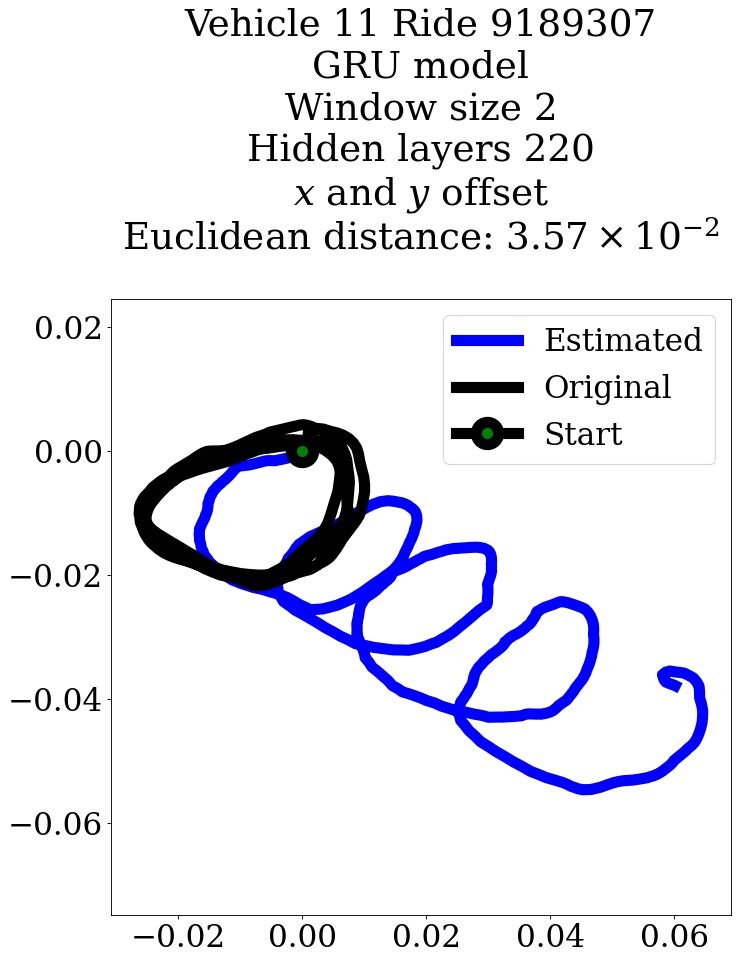 Vehicle 11 Ride 9189307
GRU model
Window size 2
Hidden layers 220
x and y offset
Euclidean distance: 3.57 × 10⁻²
Estimated
Original
Start
0.02
0.00
−0.02
−0.04
−0.06
−0.02 0.00 0.02 0.04 0.06